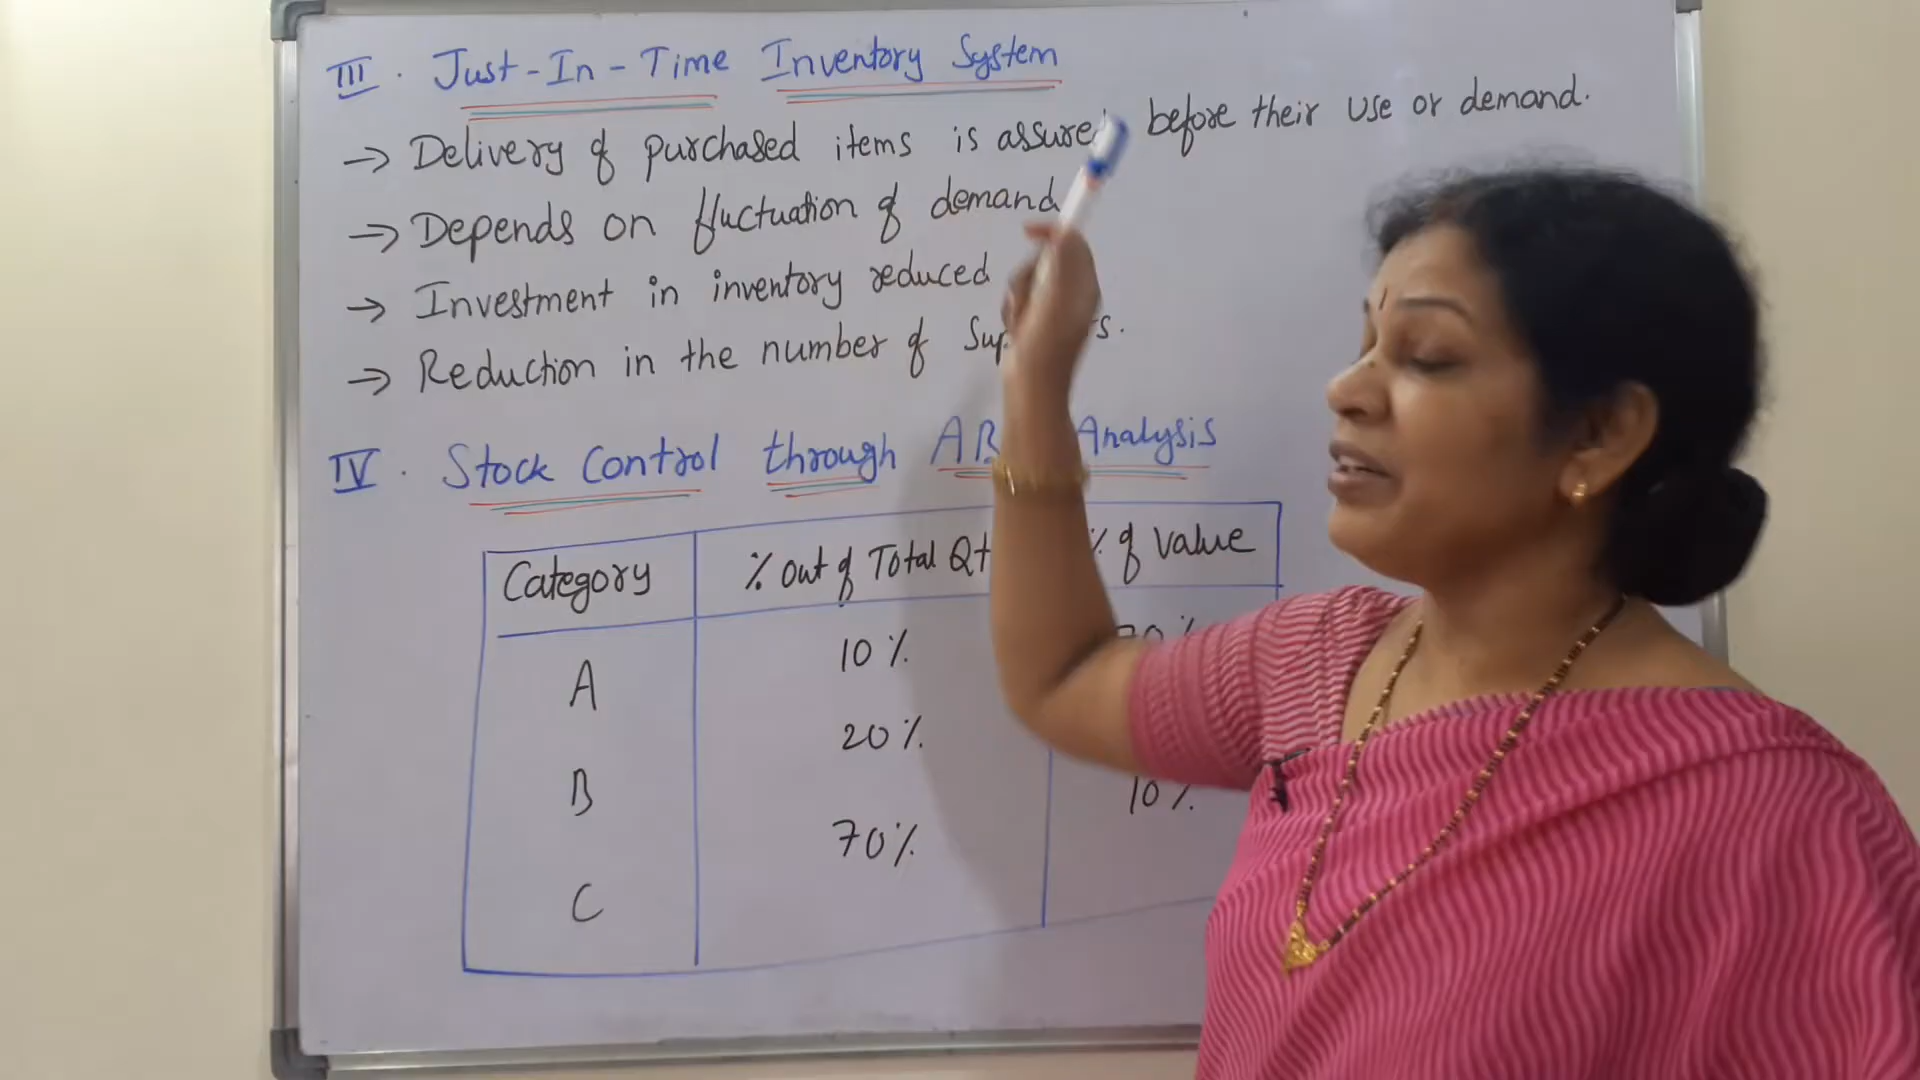 III. Just-In-Time Inventory System
→ Delivery of purchased items is assured before their use or demand.
→ Depends on fluctuation of demand
→ Investment in inventory reduced
→ Reduction in the number of
IV. Stock Control through AB Analysis
Category % out of Total Qt % of value
A 10%
B 20% 10%
C 70%